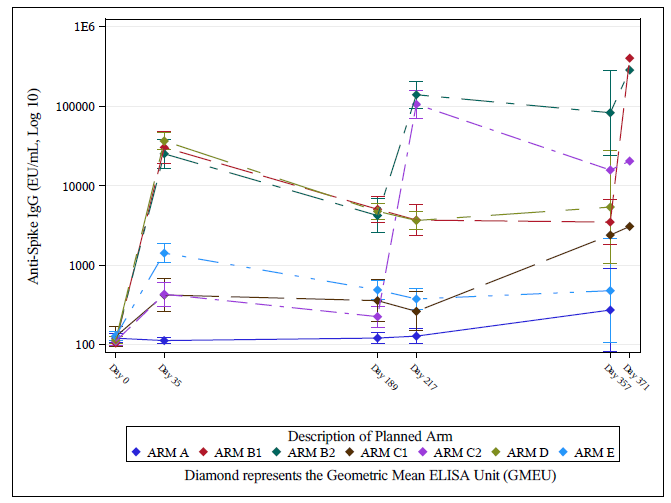 Anti-Spike IgG (EU/mL, Log 10)
1E6
100000
10000
1000
100
Day 0
Day 35
Day 189
Day 217
Day 357
Day 371
Description of Planned Arm
ARM A ARM B1 ARM B2 ARM C1 ARM C2 ARM D ARM E
Diamond represents the Geometric Mean ELISA Unit (GMEU)